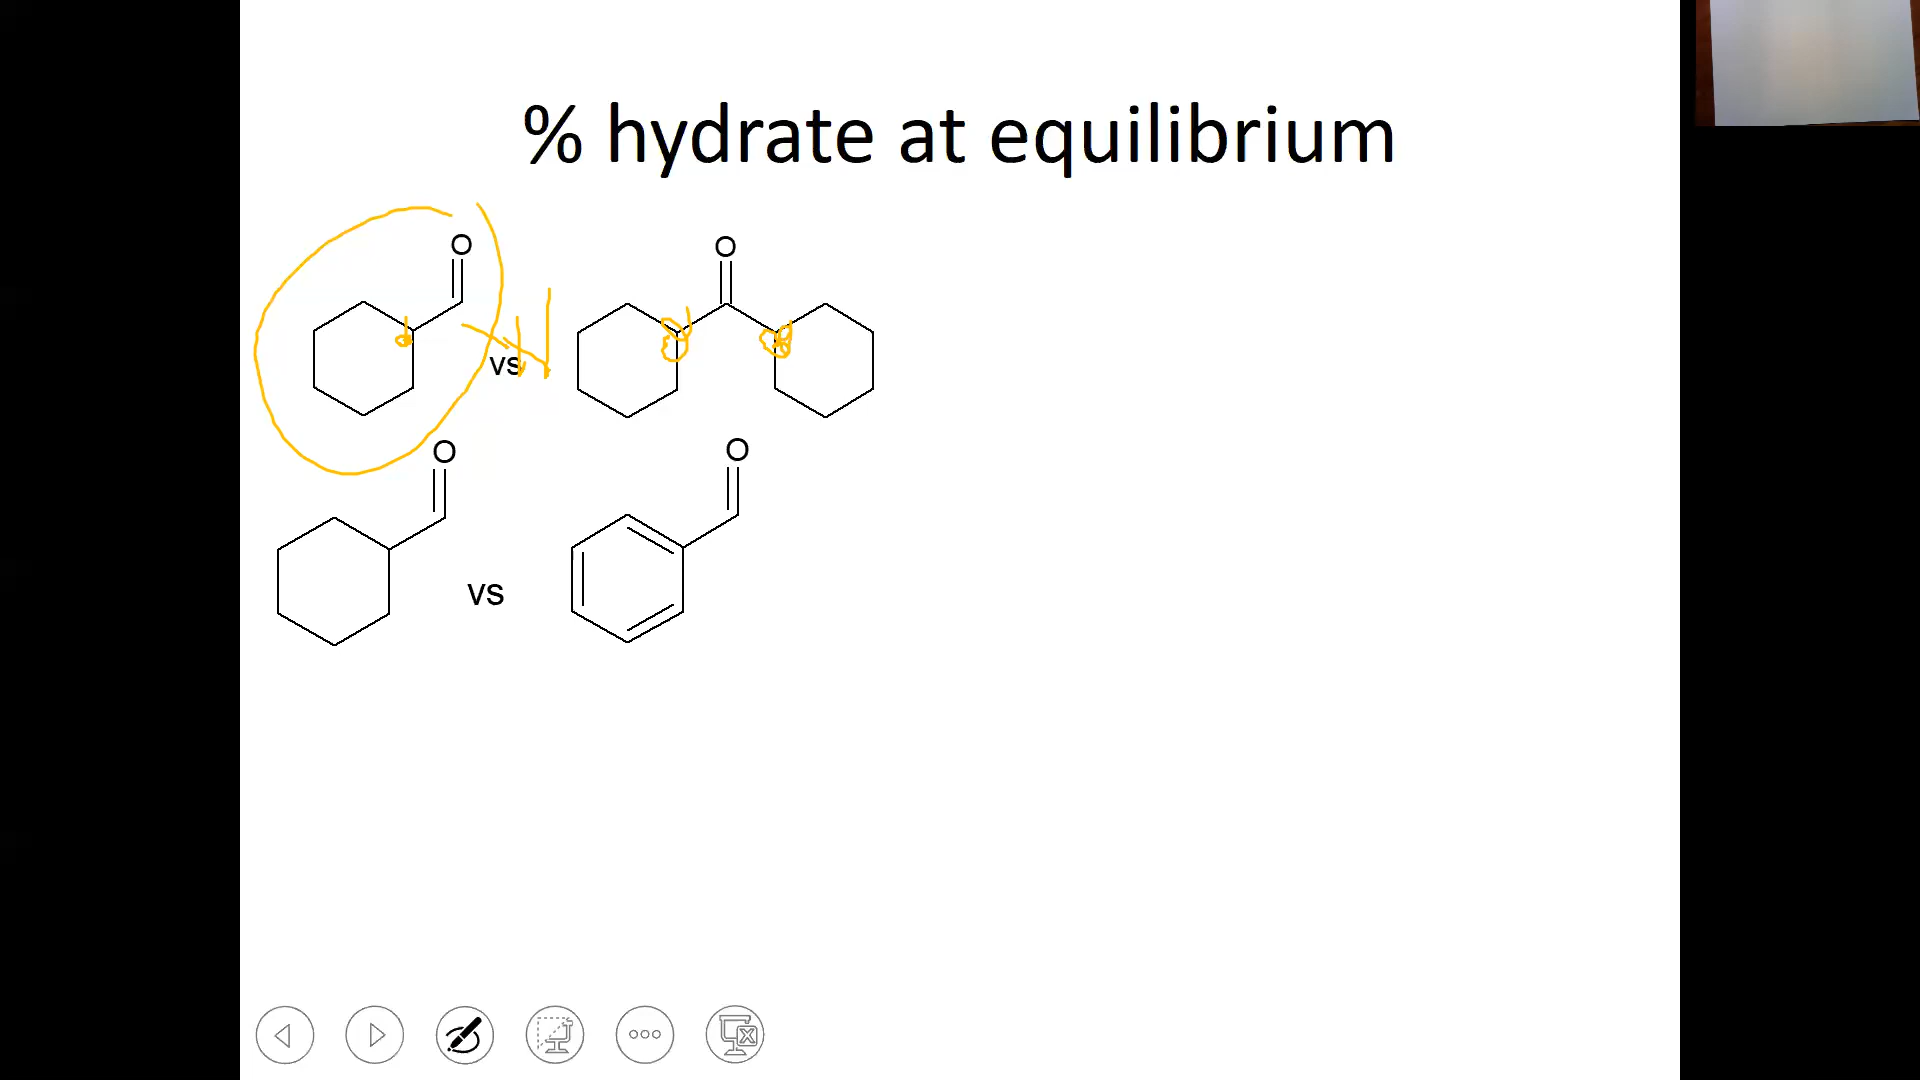 % hydrate at equilibrium
O
O
H
vs
O
O
vs